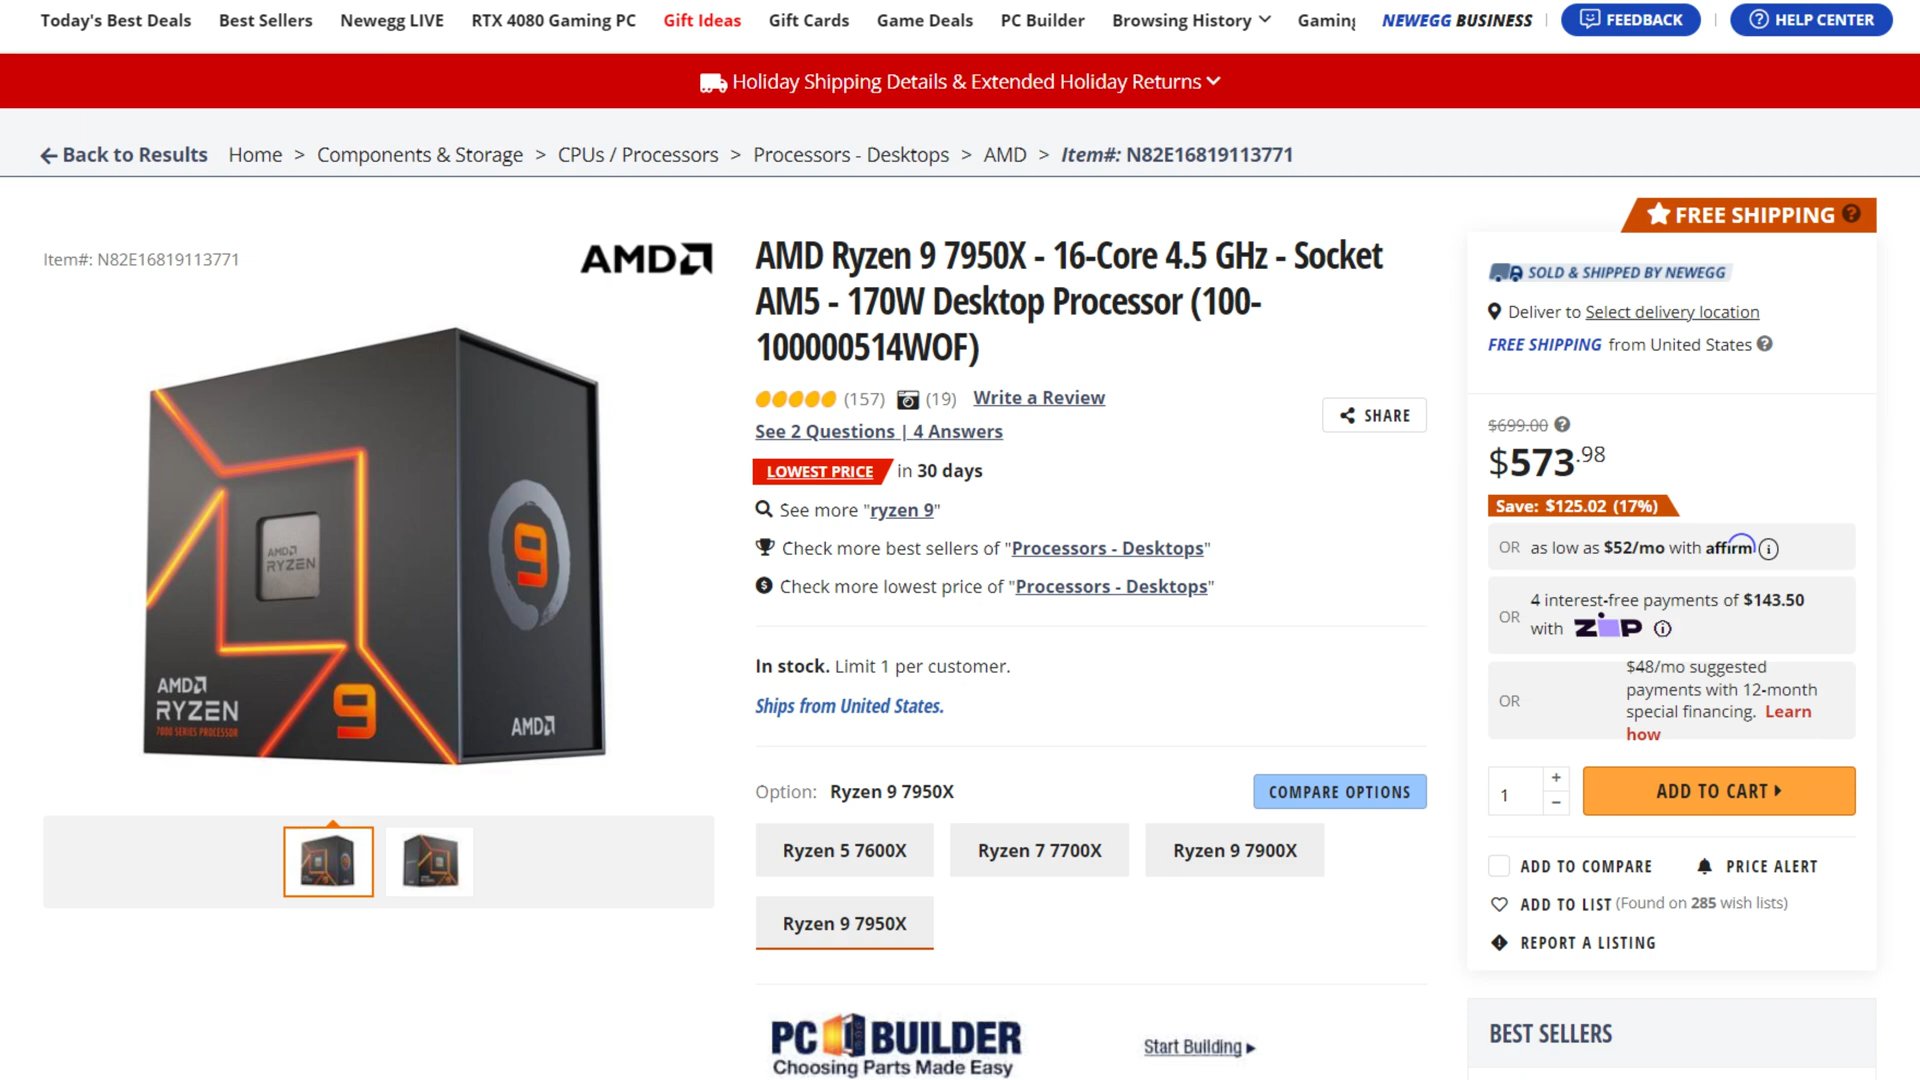 Today's Best Deals Best Sellers Newegg LIVE RTX 4080 Gaming PC Gift Ideas Gift Cards Game Deals PC Builder Browsing History Gaming NEWEGG BUSINESS FEEDBACK HELP CENTER
Holiday Shipping Details & Extended Holiday Returns
Back to Results Home > Components & Storage > CPUs / Processors > Processors - Desktops > AMD > Item#: N82E16819113771
FREE SHIPPING
Item#: N82E16819113771
AMD
AMD Ryzen 9 7950X - 16-Core 4.5 GHz - Socket
AM5 - 170W Desktop Processor (100-
100000514WOF)
(157) (19) Write a Review
See 2 Questions | 4 Answers
SHARE
LOWEST PRICE in 30 days
See more "ryzen 9"
Check more best sellers of "Processors - Desktops"
Check more lowest price of "Processors - Desktops"
In stock. Limit 1 per customer.
Ships from United States.
Option: Ryzen 9 7950X
COMPARE OPTIONS
Ryzen 5 7600X Ryzen 7 7700X Ryzen 9 7900X
Ryzen 9 7950X
PC BUILDER
Choosing Parts Made Easy
Start Building
AMD
RYZEN
9
AMD
RYZEN
7000 SERIES PROCESSOR
9
AMD
SOLD & SHIPPED BY NEWEGG
Deliver to Select delivery location
FREE SHIPPING from United States
$699.00
$573.98
Save: $125.02 (17%)
OR as low as $52/mo with affirm
OR 4 interest-free payments of $143.50
with ZIP
OR $48/mo suggested
payments with 12-month
special financing. Learn
how
1 + -
ADD TO CART
ADD TO COMPARE PRICE ALERT
ADD TO LIST (Found on 285 wish lists)
REPORT A LISTING
BEST SELLERS